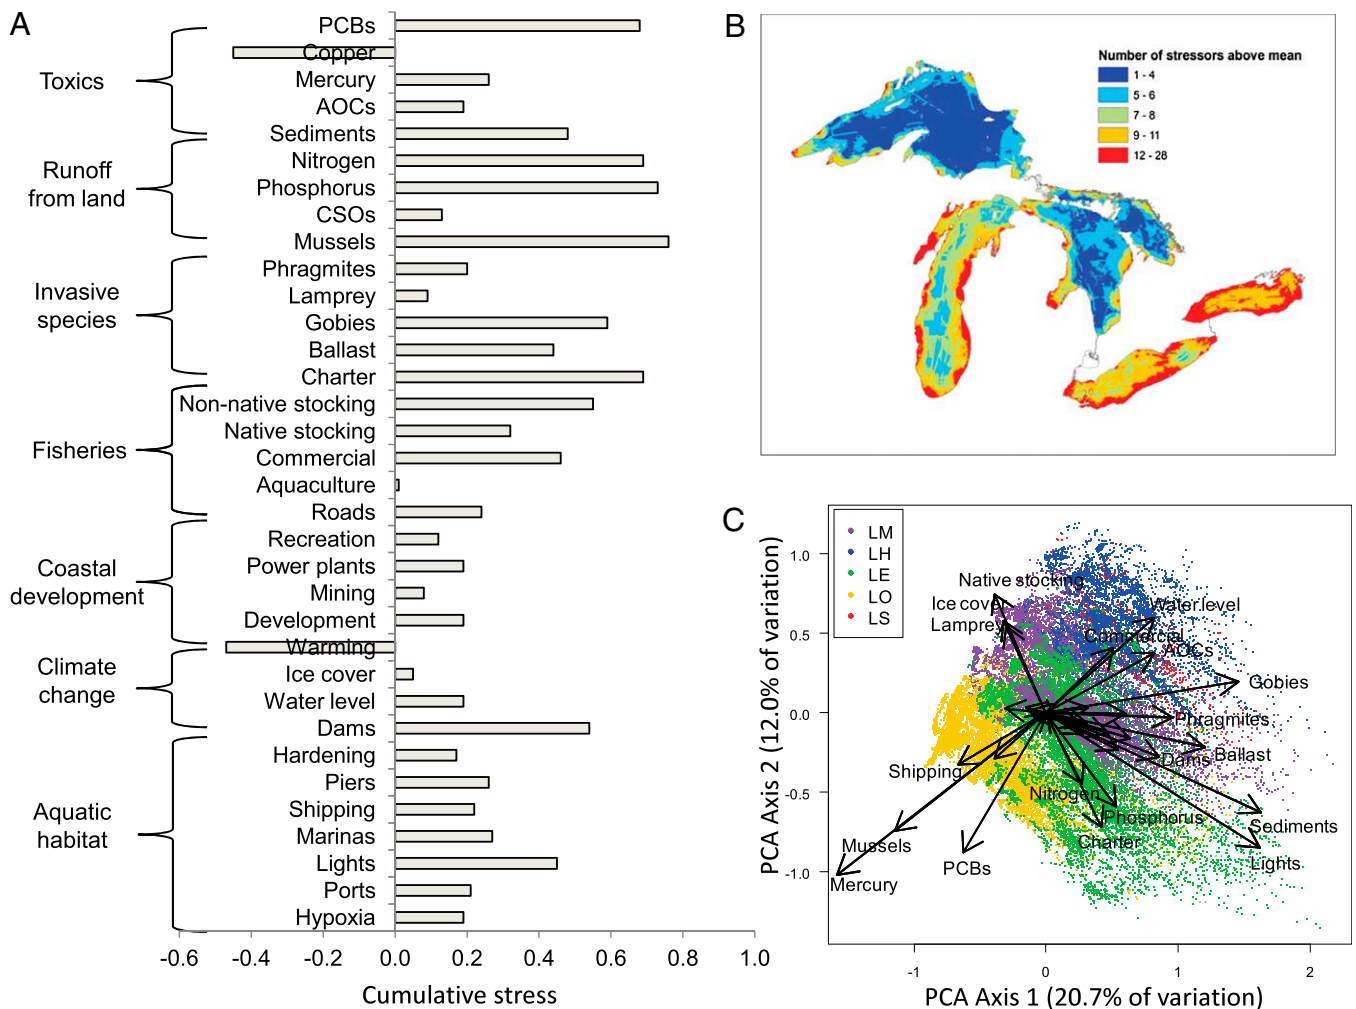 A
PCBs
Copper
Mercury
AOCs
Sediments
Nitrogen
Phosphorus
CSOs
Mussels
Phragmites
Lamprey
Gobies
Ballast
Charter
Non-native stocking
Native stocking
Commercial
Aquaculture
Roads
Recreation
Power plants
Mining
Development
Warming
Ice cover
Water level
Dams
Hardening
Piers
Shipping
Marinas
Lights
Ports
Hypoxia
Toxics
Runoff
from land
Invasive
species
Fisheries
Coastal
development
Climate
change
Aquatic
habitat
-0.6 -0.4 -0.2 0.0 0.2 0.4 0.6 0.8 1.0
Cumulative stress
B
Number of stressors above mean
1 - 4
5 - 6
7 - 8
9 - 11
12 - 28
C
LM
LH
LE
LO
LS
PCA Axis 2 (12.0% of variation)
1.0
0.5
0.0
-0.5
-1.0
Native stocking
Ice cover
Lamprey
Water level
Commercial
AOCs
Gobies
Phragmites
Ballast
Dams
Shipping
Nitrogen
Phosphorus
Sediments
Charter
Mussels
Lights
PCBs
Mercury
-1 0 1 2
PCA Axis 1 (20.7% of variation)